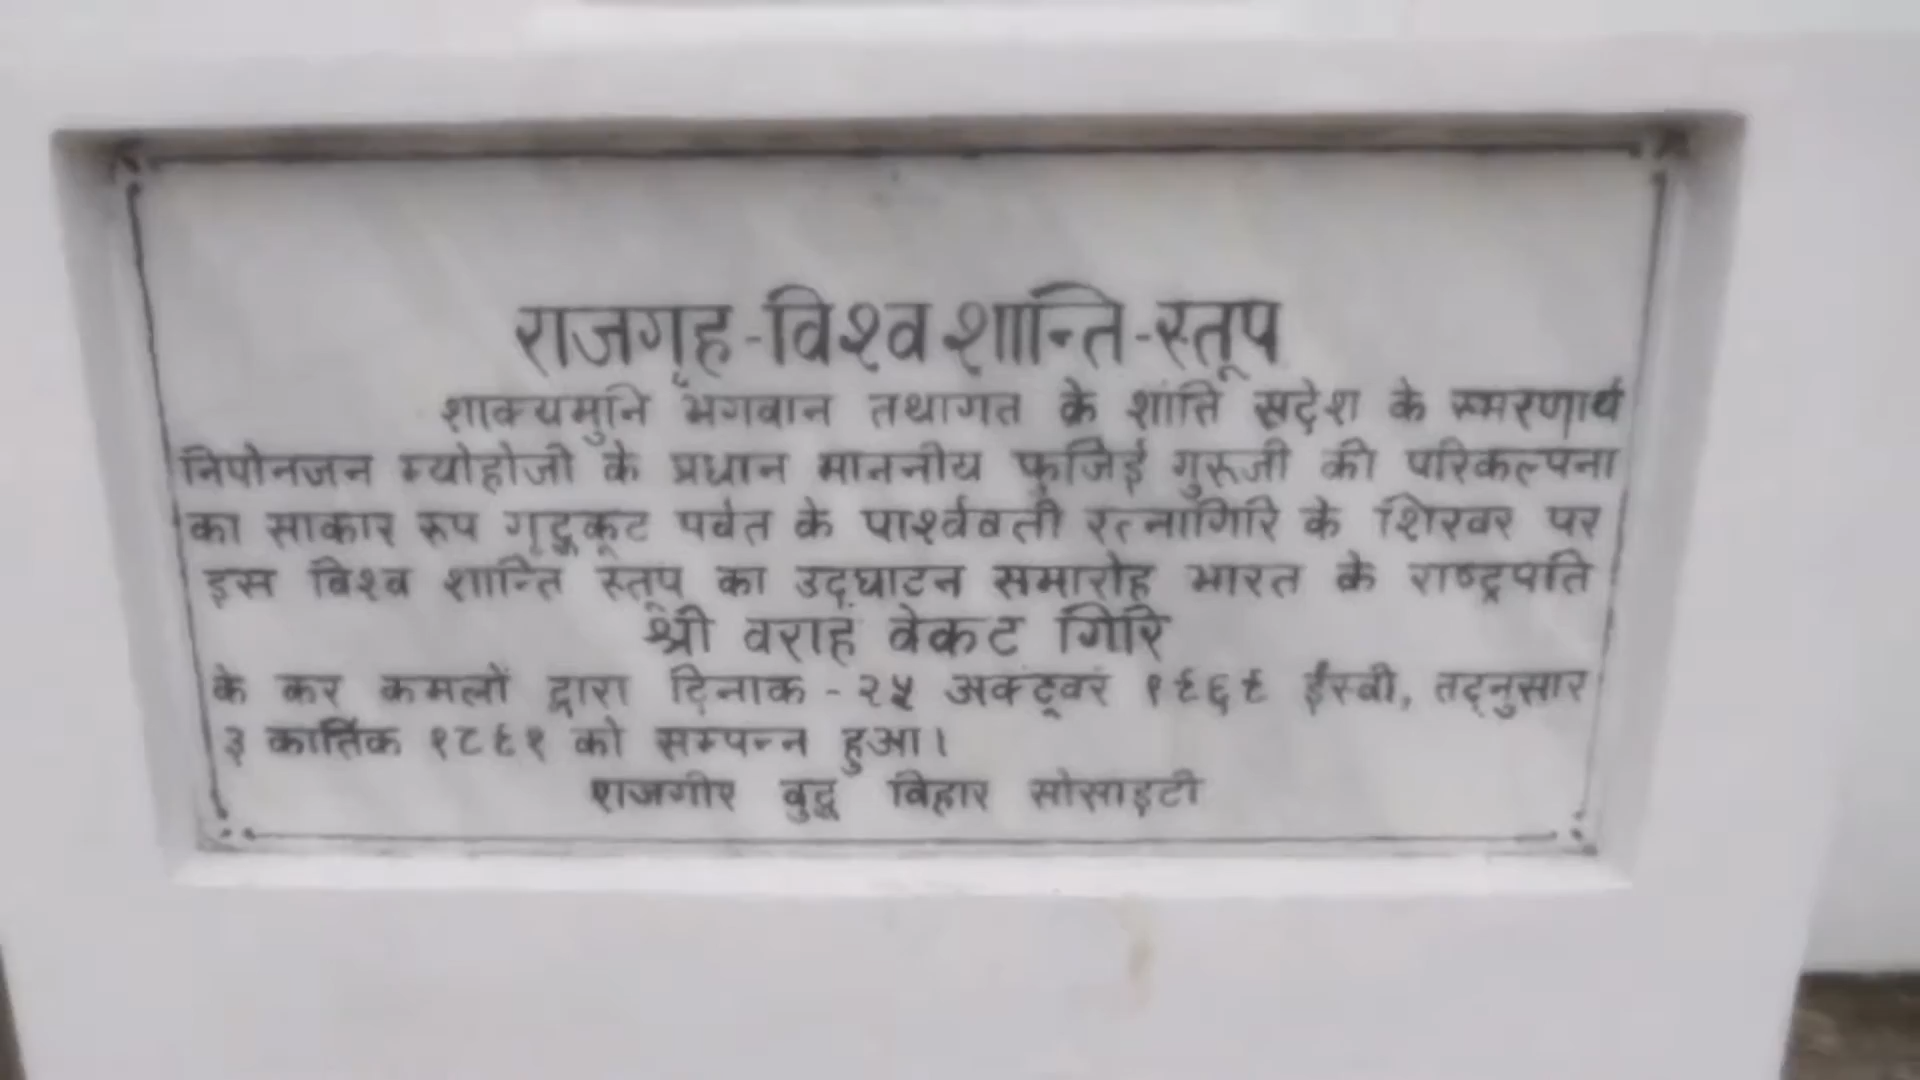 राजगृह-विश्व शान्ति-स्तूप
शाक्यमुनि भगवान तथागत के शांति संदेश के स्मरणार्थ
निपोनजन म्योहोजी के प्रधान माननीय फुजिई गुरुजी की परिकल्पना
का साकार रूप गृद्धकूट पर्वत के पार्श्ववर्ती रत्नागिरि के शिखर पर
इस विश्व शान्ति स्तूप का उद्घाटन समारोह भारत के राष्ट्रपति
श्री वराह वेंकट गिरि
के कर कमलों द्वारा दिनाक - २५ अक्टूवर १९६९ ईस्वी, तद्नुसार
३ कार्तिक १८९१ को सम्पन्न हुआ।
राजगीर बुद्ध विहार सोसाइटी